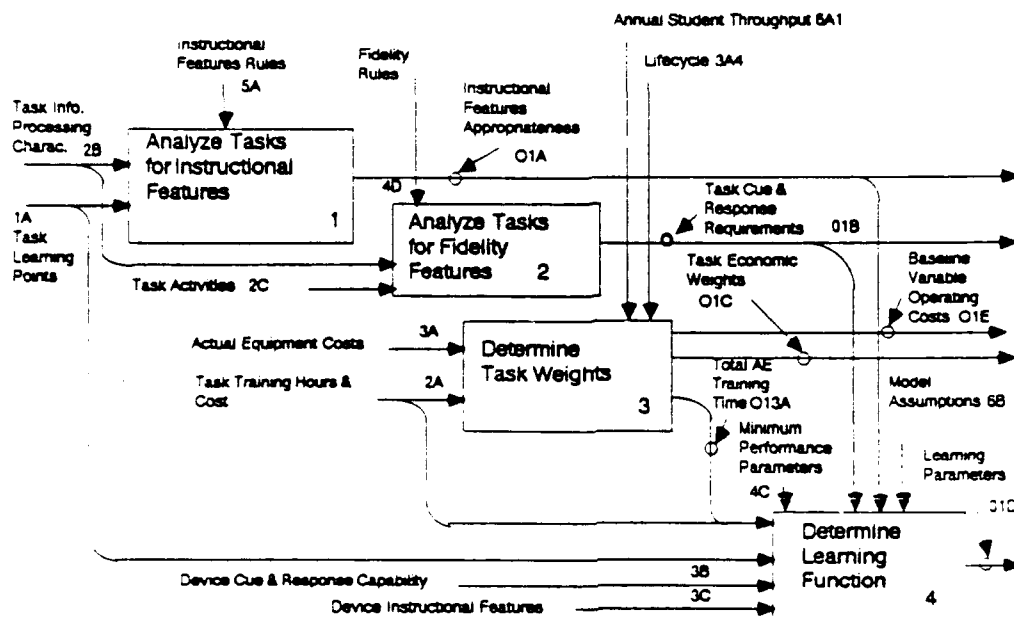 Annual Student Throughput 6A1
Instructional
Features Rules
5A
Fidelity
Rules
Lifecycle 3A4
Task Info.
Processing
Charac.
2B
Instructional
Features
Appropriateness
O1A
Analyze Tasks
for Instructional
Features
1
4D
1A
Task
Learning
Points
Analyze Tasks
for Fidelity
Features
2
Task Cue &
Response
Requirements
01B
Task Activities 2C
Task Economic
Weights
O1C
Baseline
Variable
Operating
Costs O1E
Actual Equipment Costs
3A
Determine
Task Weights
3
Task Training Hours &
Cost
2A
Total AE
Training
Time O13A
Model
Assumptions 6B
Minimum
Performance
Parameters
4C
Learning
Parameters
Determine
Learning
Function
4
Device Cue & Response Capability
3B
Device Instructional Features
3C